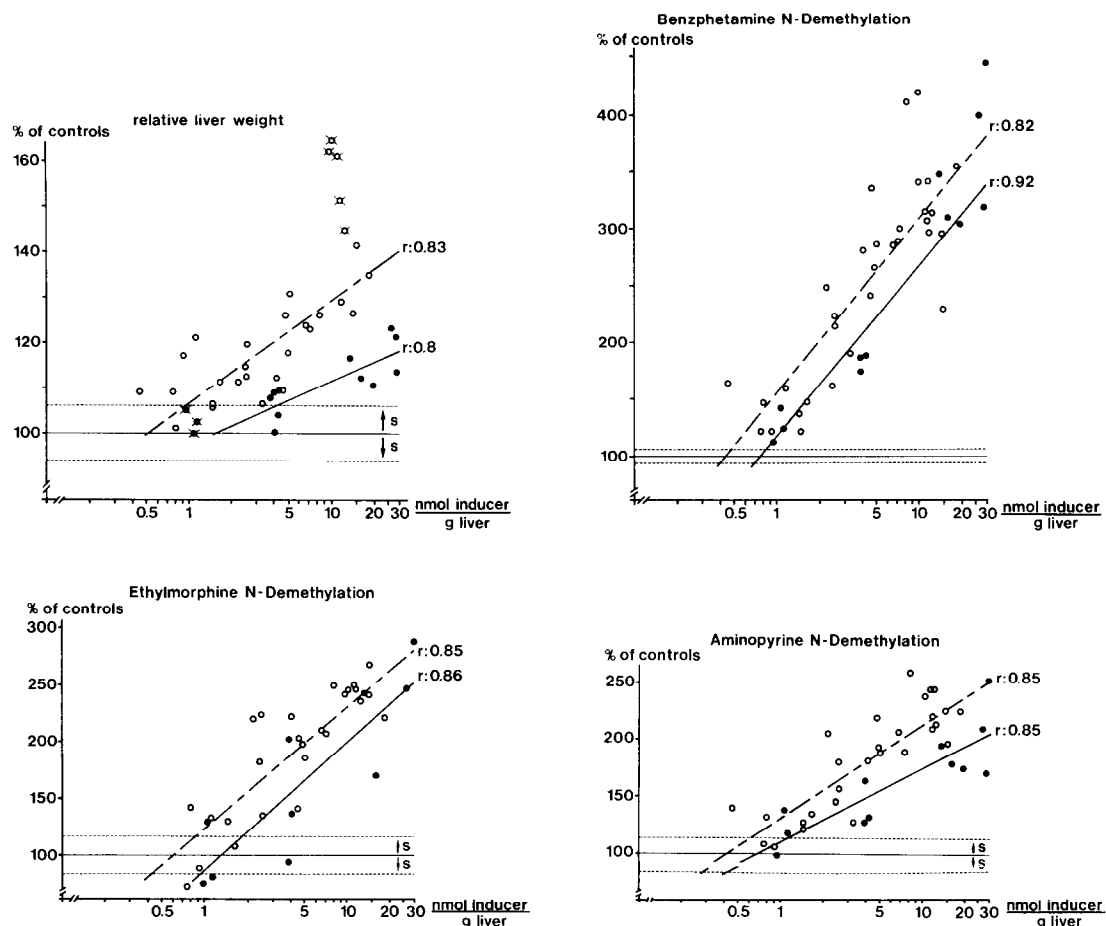 relative liver weight
% of controls
160
140
120
100
r:0.83
r:0.8
s
s
0.5 1 5 10 20 30
nmol inducer
g liver
Benzphetamine N-Demethylation
% of controls
400
300
200
100
r:0.82
r:0.92
0.5 1 5 10 20 30
nmol inducer
g liver
Ethylmorphine N-Demethylation
% of controls
300
250
200
150
100
r:0.85
r:0.86
s
s
0.5 1 5 10 20 30
nmol inducer
g liver
Aminopyrine N-Demethylation
% of controls
250
200
150
100
r:0.85
r:0.85
s
s
0.5 1 5 10 20 30
nmol inducer
g liver